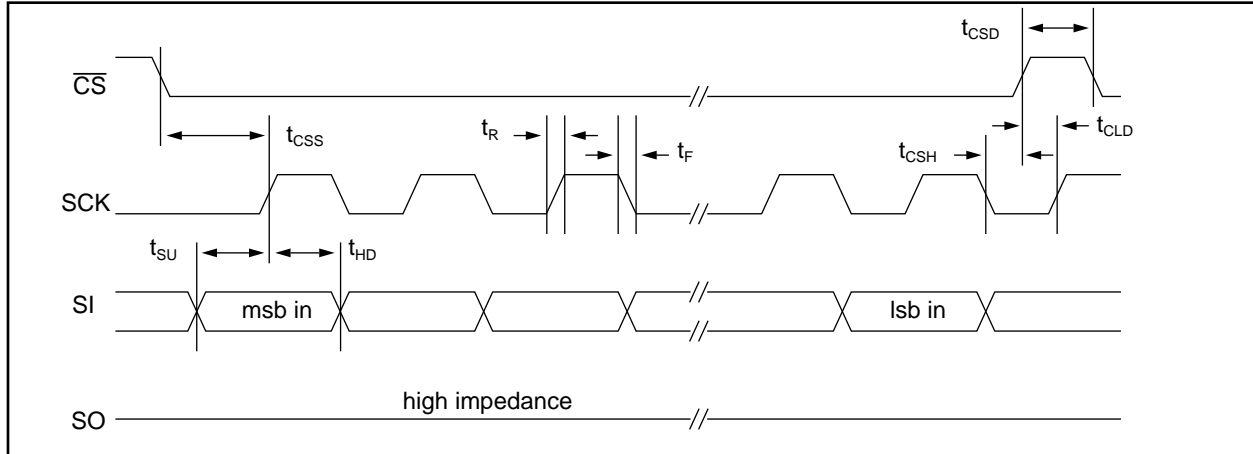 tCSD
CS
tCSS
tR
tF
tCSH
tCLD
SCK
tSU
tHD
SI
msb in
lsb in
high impedance
SO